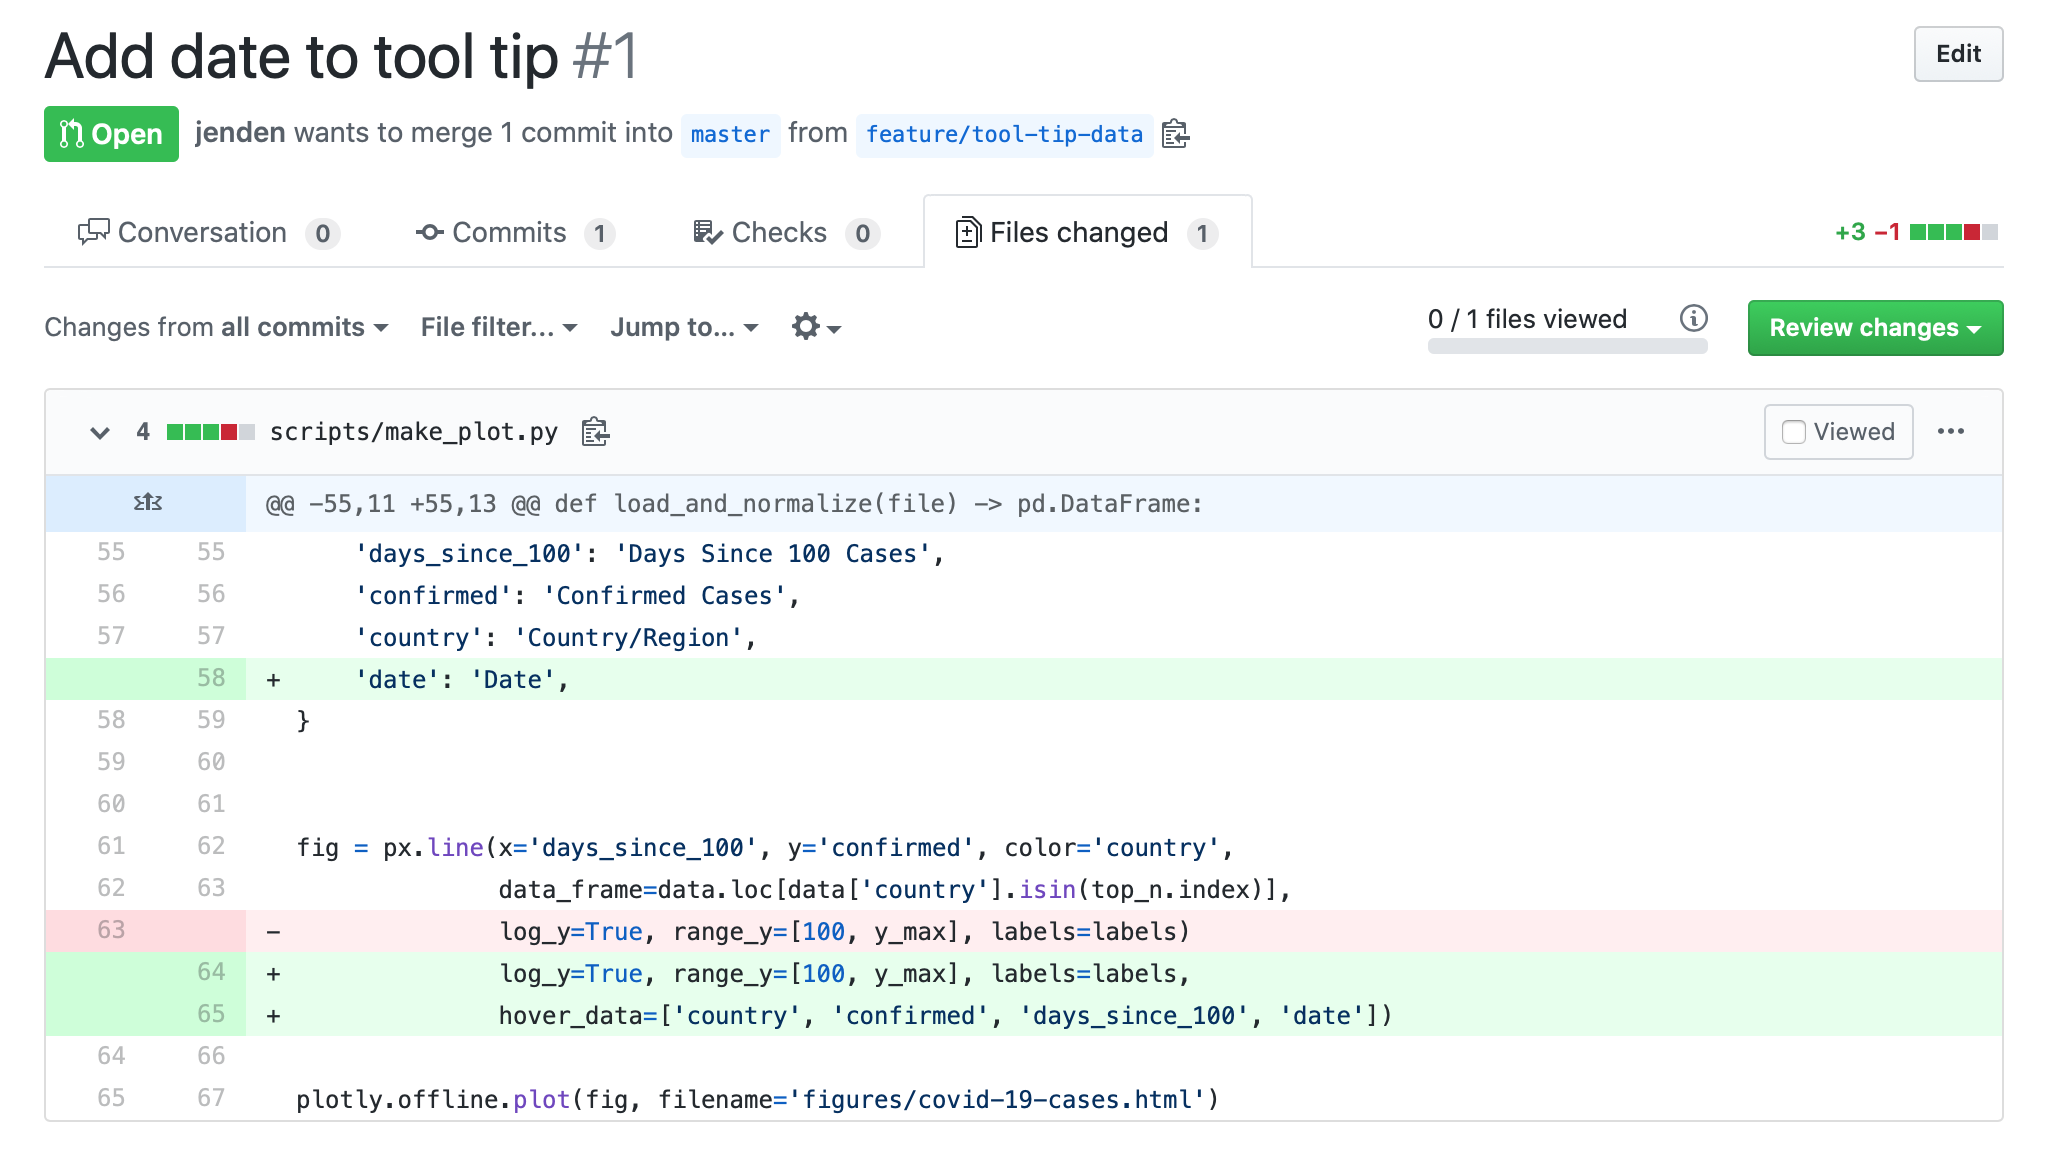 Add date to tool tip #1
Edit
Open jenden wants to merge 1 commit into master from feature/tool-tip-data
Conversation 0 Commits 1 Checks 0 Files changed 1 +3 −1
Changes from all commits File filter... Jump to... 0 / 1 files viewed Review changes
4 scripts/make_plot.py Viewed
@@ -55,11 +55,13 @@ def load_and_normalize(file) -> pd.DataFrame:
55 55 'days_since_100': 'Days Since 100 Cases',
56 56 'confirmed': 'Confirmed Cases',
57 57 'country': 'Country/Region',
58 + 'date': 'Date',
58 59 }
59 60
60 61
61 62 fig = px.line(x='days_since_100', y='confirmed', color='country',
62 63 data_frame=data.loc[data['country'].isin(top_n.index)],
63 - log_y=True, range_y=[100, y_max], labels=labels)
64 + log_y=True, range_y=[100, y_max], labels=labels,
65 + hover_data=['country', 'confirmed', 'days_since_100', 'date'])
64 66
65 67 plotly.offline.plot(fig, filename='figures/covid-19-cases.html')